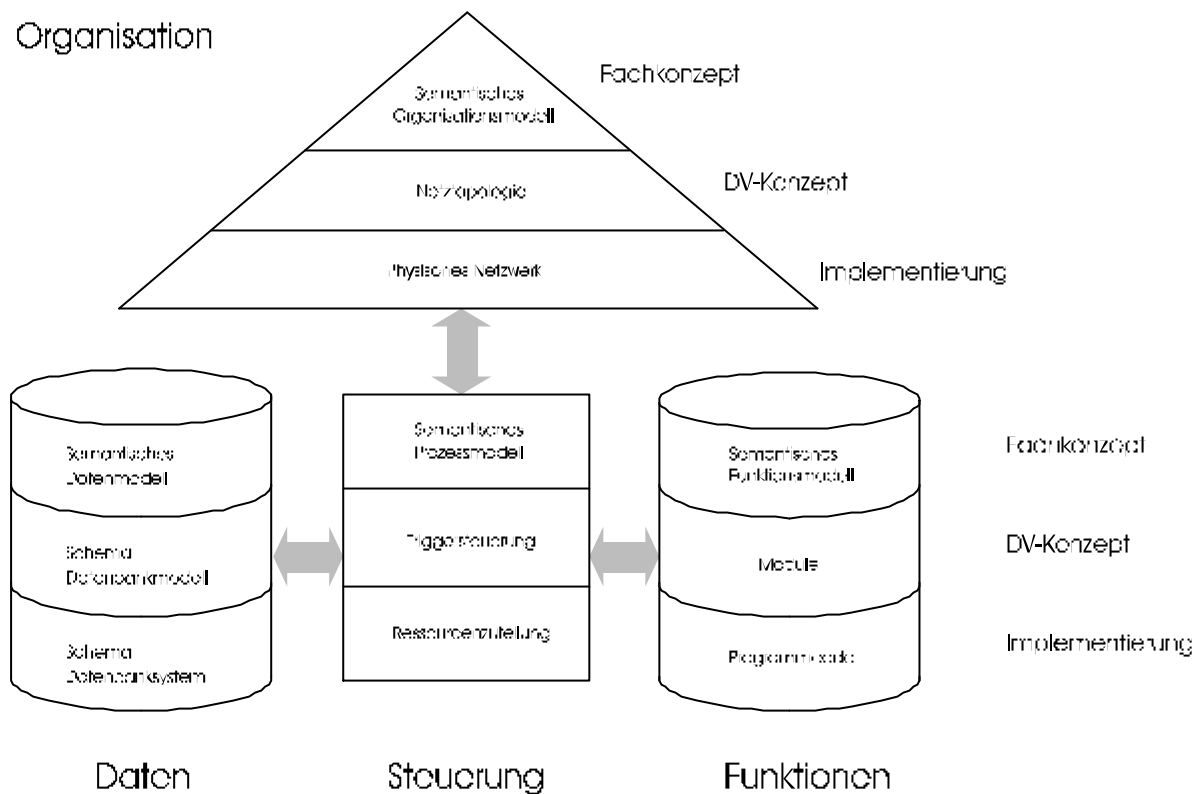 Organisation
Fachkonzept
Semantisches
Organisationsmodell
DV-Konzept
Netztopologie
Implementierung
Physisches Netzwerk
Semantisches
Datenmodell
Semantisches
Prozessmodell
Semantisches
Funktionsmodell
Fachkonzept
Schema
Datenbankmodell
Triggersteuerung
Module
DV-Konzept
Schema
Datenbanksystem
Ressourcenzuteilung
Programmcode
Implementierung
Daten
Steuerung
Funktionen